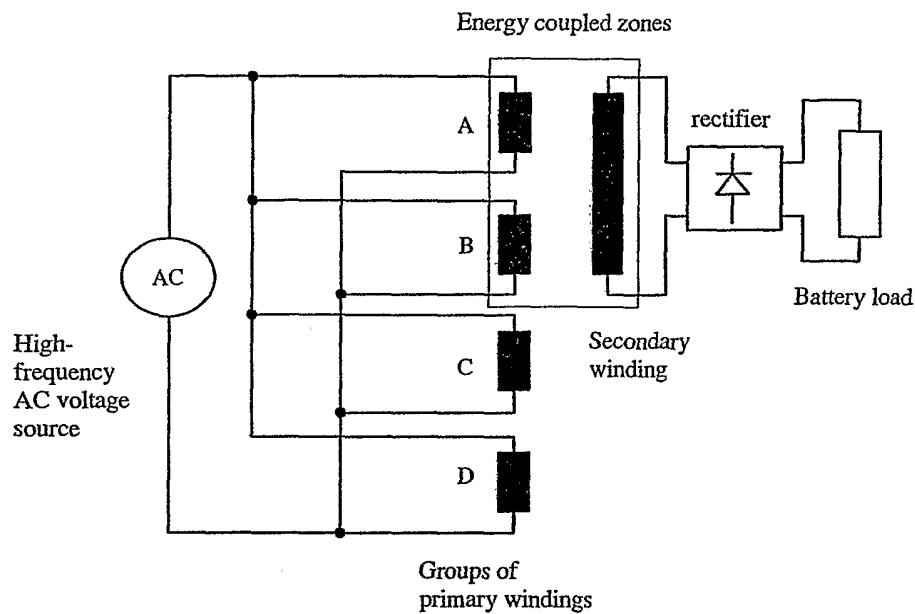 Energy coupled zones
A
rectifier
B
AC
Battery load
High-
frequency
AC voltage
source
Secondary
winding
C
D
Groups of
primary windings